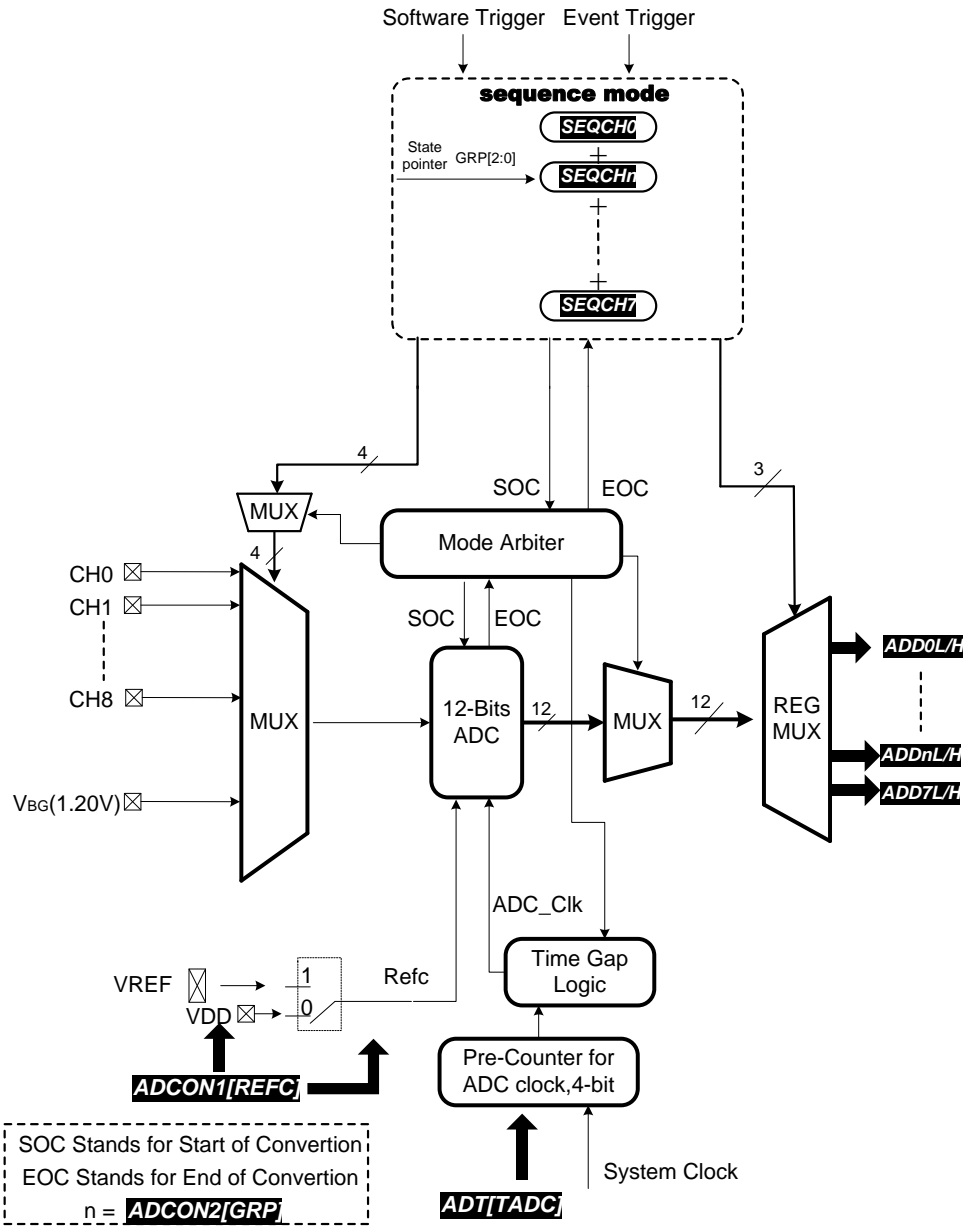 Software Trigger Event Trigger
sequence mode
SEQCH0
State
pointer GRP[2:0]
SEQCHn
SEQCH7
4
3
SOC EOC
MUX
Mode Arbiter
4
CH0
CH1
SOC EOC
CH8
MUX
12-Bits
ADC
12
MUX
12
REG
MUX
ADD0L/H
ADDnL/H
ADD7L/H
VBG(1.20V)
ADC_Clk
Time Gap
Logic
VREF
1
Refc
VDD
0
Pre-Counter for
ADC clock,4-bit
ADCON1[REFC]
SOC Stands for Start of Convertion
EOC Stands for End of Convertion
n = ADCON2[GRP]
System Clock
ADT[TADC]